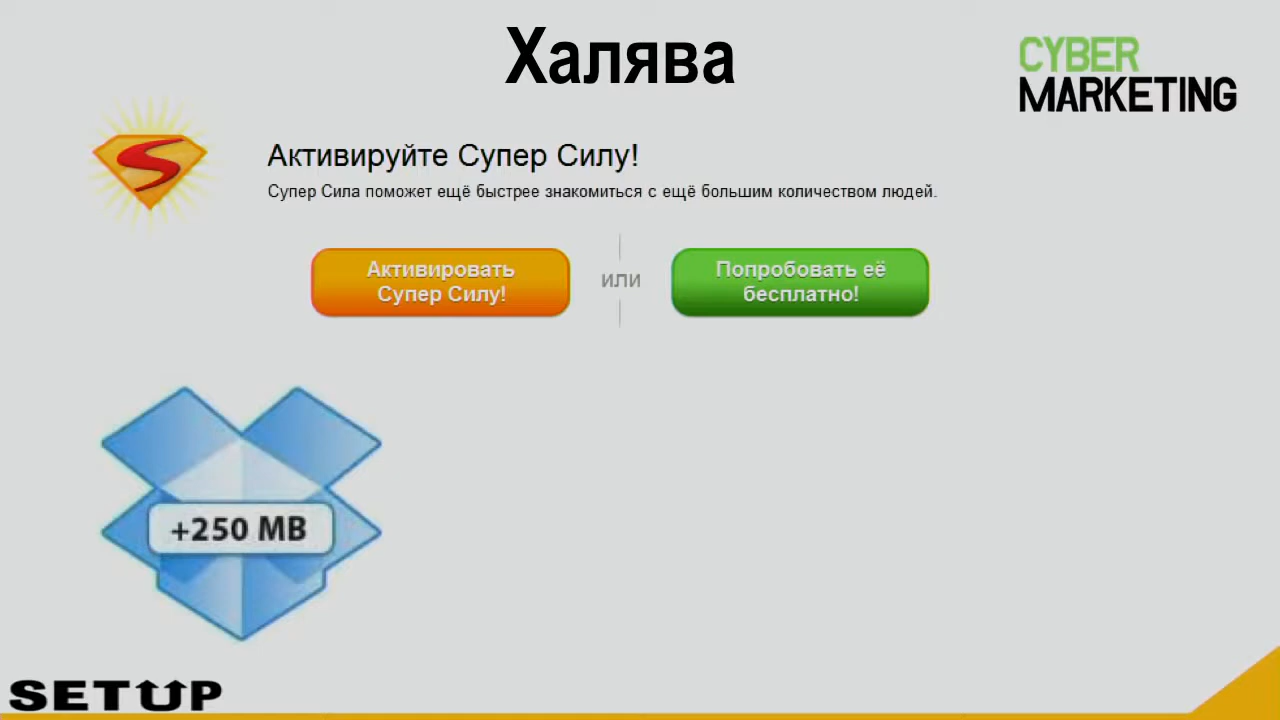 Халява
CYBER
MARKETING
Активируйте Супер Силу!
Супер Сила поможет ещё быстрее знакомиться с ещё большим количеством людей.
Активировать
Супер Силу!
или
Попробовать её
бесплатно!
+250 MB
SETUP